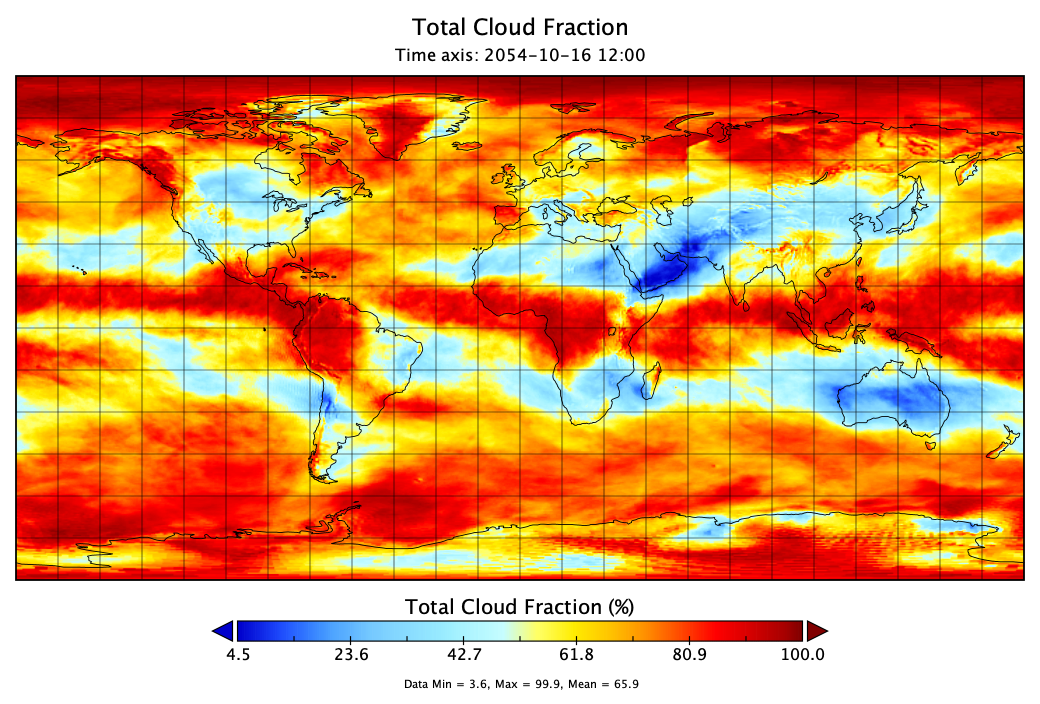 Total Cloud Fraction
Time axis: 2054-10-16 12:00
Total Cloud Fraction (%)
4.5 23.6 42.7 61.8 80.9 100.0
Data Min = 3.6, Max = 99.9, Mean = 65.9